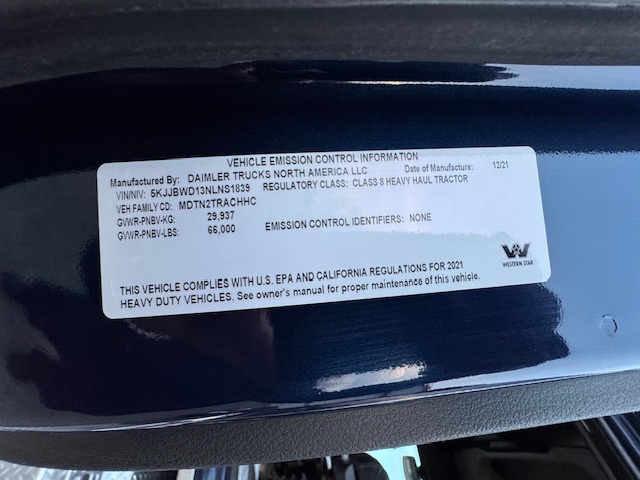 VEHICLE EMISSION CONTROL INFORMATION
Manufactured By: DAIMLER TRUCKS NORTH AMERICA LLC Date of Manufacture: 12/21
VIN/NIV: 5KJJBWD13NLNS1839 REGULATORY CLASS: CLASS 8 HEAVY HAUL TRACTOR
VEH FAMILY CD: MDTN2TRACHHC
GVWR-PNBV-KG: 29,937 EMISSION CONTROL IDENTIFIERS: NONE
GVWR-PNBV-LBS: 66,000
WESTERN STAR
THIS VEHICLE COMPLIES WITH U.S. EPA AND CALIFORNIA REGULATIONS FOR 2021
HEAVY DUTY VEHICLES. See owner's manual for proper maintenance of this vehicle.